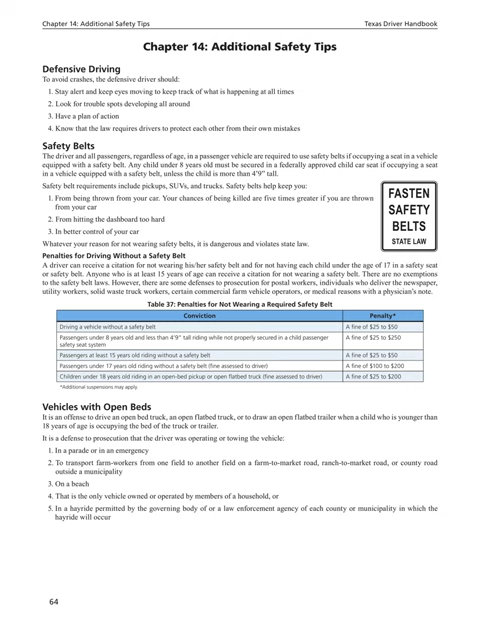 Chapter 14: Additional Safety Tips
Texas Driver Handbook
Chapter 14: Additional Safety Tips
Defensive Driving
To avoid crashes, the defensive driver should:
1. Stay alert and keep eyes moving to keep track of what is happening at all times
2. Look for trouble spots developing all around
3. Have a plan of action
4. Know that the law requires drivers to protect each other from their own mistakes
Safety Belts
The driver and all passengers, regardless of age, in a passenger vehicle are required to use safety belts if occupying a seat in a vehicle
equipped with a safety belt. Any child under 8 years old must be secured in a federally approved child car seat if occupying a seat
in a vehicle equipped with a safety belt, unless the child is more than 4'9" tall.
Safety belt requirements include pickups, SUVs, and trucks. Safety belts help keep you:
1. From being thrown from your car. Your chances of being killed are five times greater if you are thrown
from your car
2. From hitting the dashboard too hard
3. In better control of your car
FASTEN
SAFETY
BELTS
STATE LAW
Whatever your reason for not wearing safety belts, it is dangerous and violates state law.
Penalties for Driving Without a Safety Belt
A driver can receive a citation for not wearing his/her safety belt and for not having each child under the age of 17 in a safety seat
or safety belt. Anyone who is at least 15 years of age can receive a citation for not wearing a safety belt. There are no exemptions
to the safety belt laws. However, there are some defenses to prosecution for postal workers, individuals who deliver the newspaper,
utility workers, solid waste truck workers, certain commercial farm vehicle operators, or medical reasons with a physician's note.
Table 37: Penalties for Not Wearing a Required Safety Belt
Conviction Penalty*
Driving a vehicle without a safety belt A fine of $25 to $50
Passengers under 8 years old and less than 4'9" tall riding while not properly secured in a child passenger A fine of $25 to $250
safety seat system
Passengers at least 15 years old riding without a safety belt A fine of $25 to $50
Passengers under 17 years old riding without a safety belt (fine assessed to driver) A fine of $100 to $200
Children under 18 years old riding in an open-bed pickup or open flatbed truck (fine assessed to driver) A fine of $25 to $200
*Additional suspensions may apply
Vehicles with Open Beds
It is an offense to drive an open bed truck, an open flatbed truck, or to draw an open flatbed trailer when a child who is younger than
18 years of age is occupying the bed of the truck or trailer.
It is a defense to prosecution that the driver was operating or towing the vehicle:
1. In a parade or in an emergency
2. To transport farm-workers from one field to another field on a farm-to-market road, ranch-to-market road, or county road
outside a municipality
3. On a beach
4. That is the only vehicle owned or operated by members of a household, or
5. In a hayride permitted by the governing body of or a law enforcement agency of each county or municipality in which the
hayride will occur
64